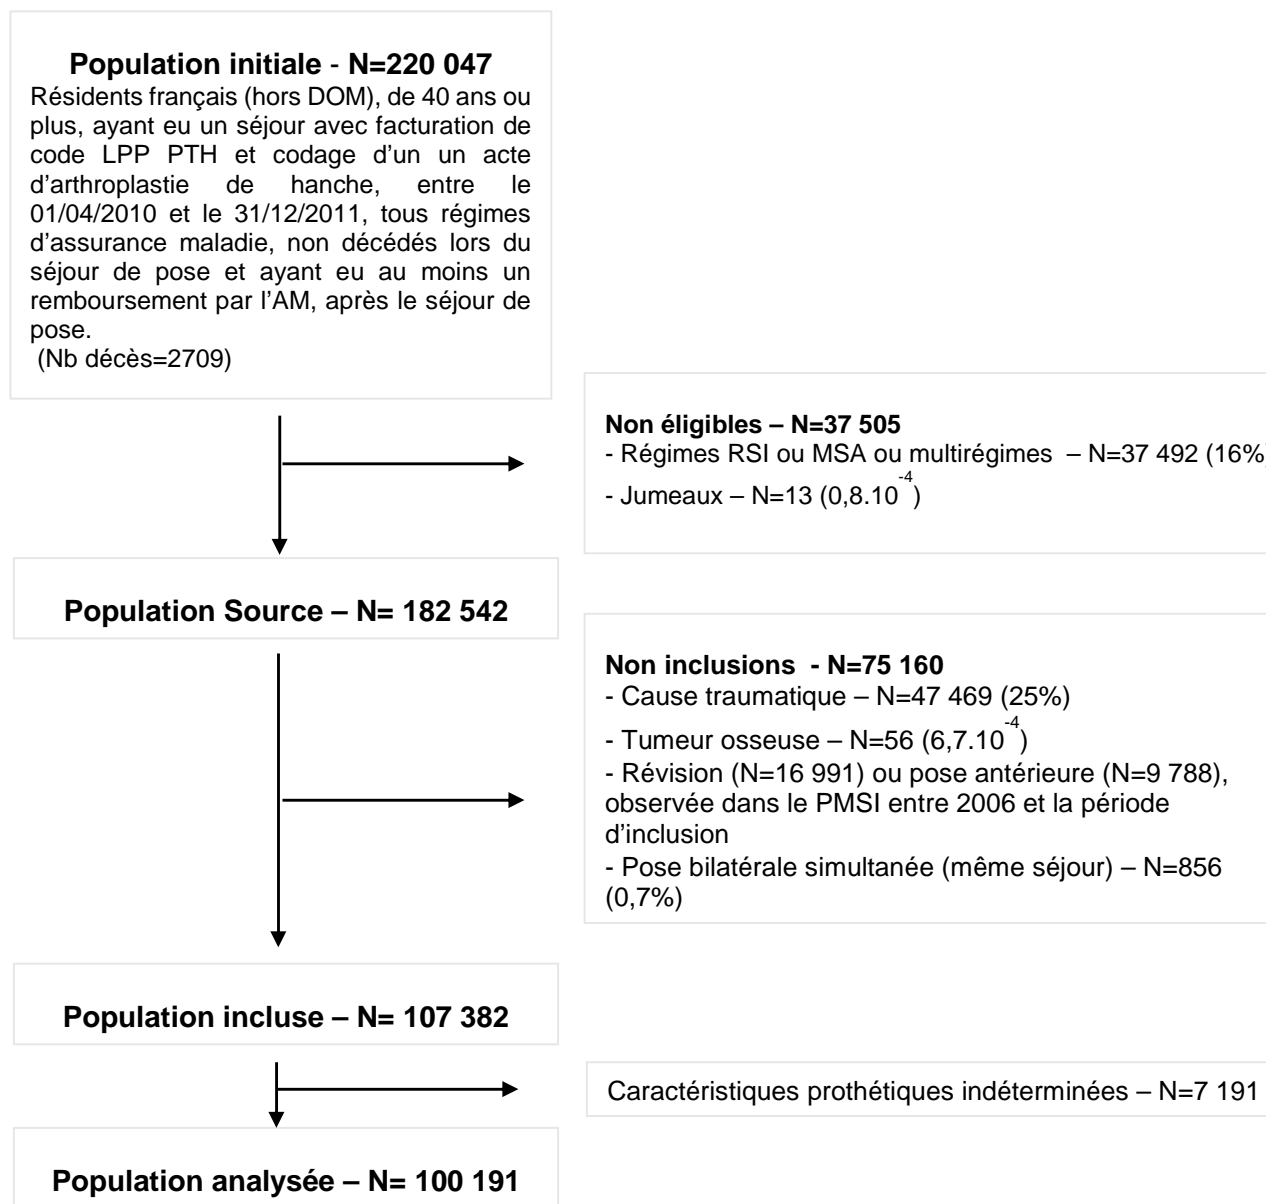 Population initiale - N=220 047
Résidents français (hors DOM), de 40 ans ou
plus, ayant eu un séjour avec facturation de
code LPP PTH et codage d'un un acte
d'arthroplastie de hanche, entre le
01/04/2010 et le 31/12/2011, tous régimes
d'assurance maladie, non décédés lors du
séjour de pose et ayant eu au moins un
remboursement par l'AM, après le séjour de
pose.
(Nb décès=2709)
Non éligibles – N=37 505
- Régimes RSI ou MSA ou multirégimes – N=37 492 (16%)
- Jumeaux – N=13 (0,8.10⁻⁴)
Population Source – N= 182 542
Non inclusions - N=75 160
- Cause traumatique – N=47 469 (25%)
- Tumeur osseuse – N=56 (6,7.10⁻⁴)
- Révision (N=16 991) ou pose antérieure (N=9 788),
observée dans le PMSI entre 2006 et la période
d'inclusion
- Pose bilatérale simultanée (même séjour) – N=856
(0,7%)
Population incluse – N= 107 382
Caractéristiques prothétiques indéterminées – N=7 191
Population analysée – N= 100 191